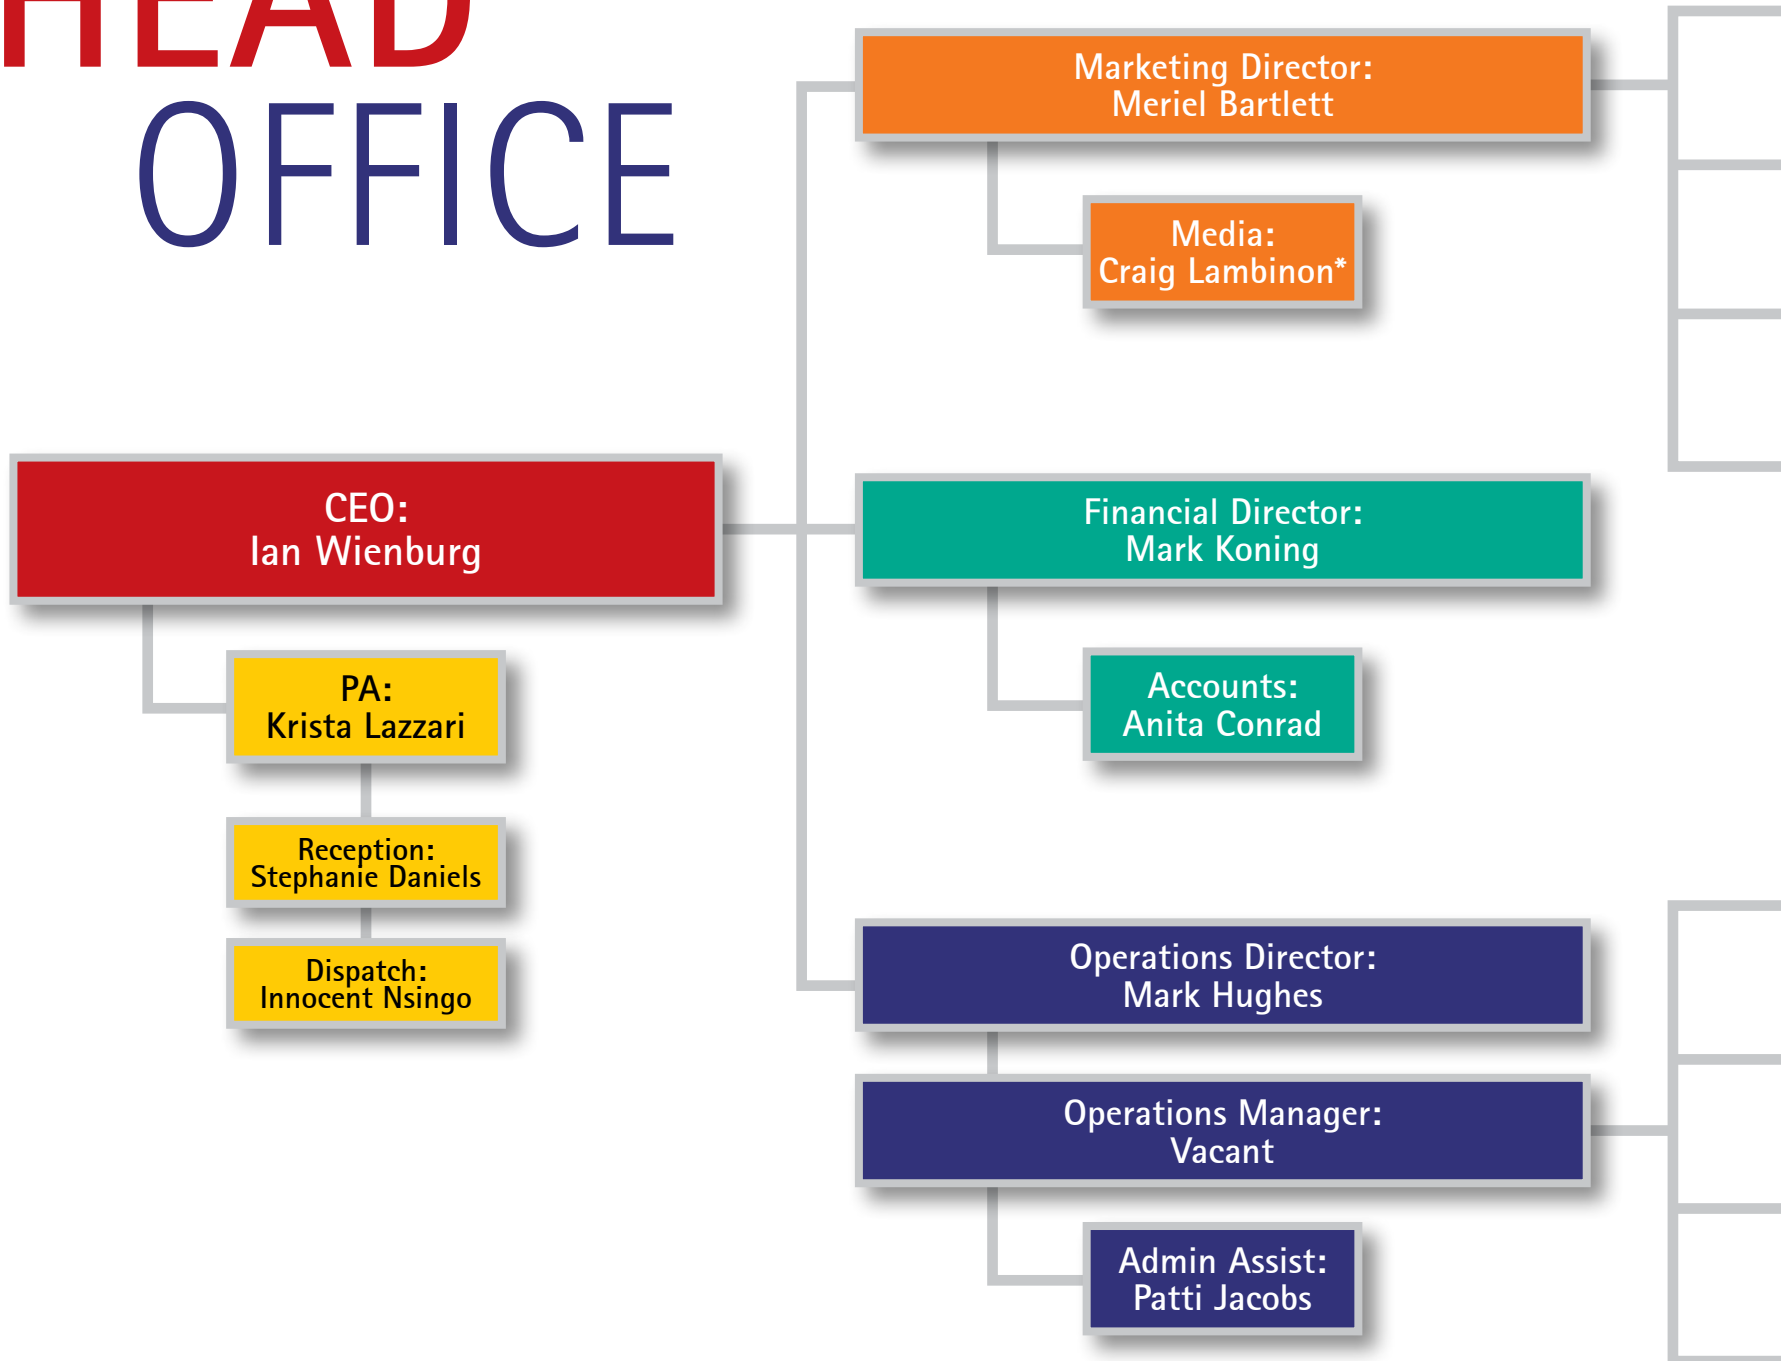 HEAD
OFFICE
Marketing Director:
Meriel Bartlett
Media:
Craig Lambinon*
CEO:
Ian Wienburg
Financial Director:
Mark Koning
PA:
Krista Lazzari
Accounts:
Anita Conrad
Reception:
Stephanie Daniels
Dispatch:
Innocent Nsingo
Operations Director:
Mark Hughes
Operations Manager:
Vacant
Admin Assist:
Patti Jacobs